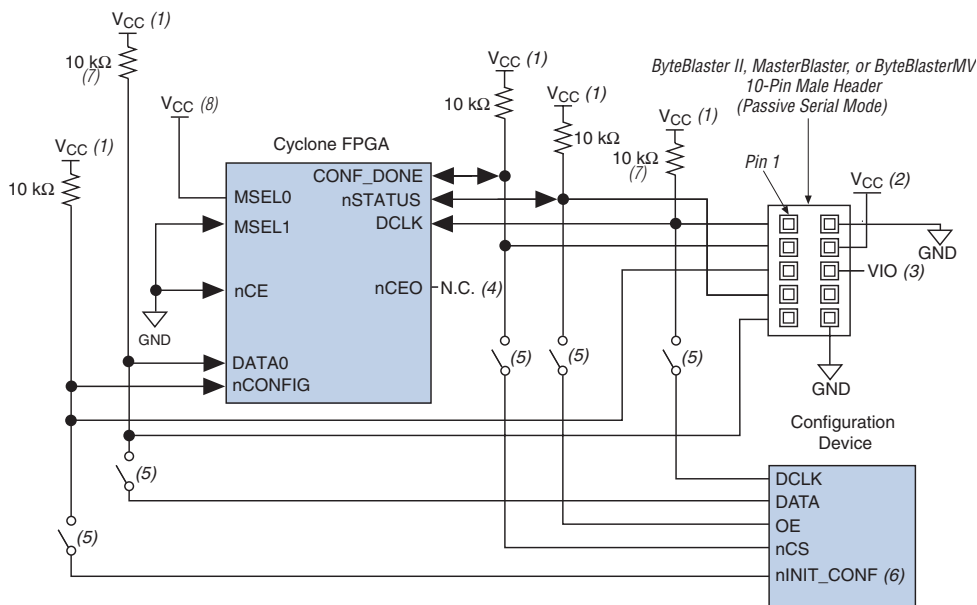 VCC (1)
10 kΩ
(7)
VCC (1)
10 kΩ
VCC (8)
Cyclone FPGA
MSEL0
MSEL1
nCE
GND
DATA0
nCONFIG
CONF_DONE
nSTATUS
DCLK
nCEO
N.C. (4)
VCC (1)
10 kΩ
VCC (1)
10 kΩ
VCC (1)
10 kΩ
(7)
ByteBlaster II, MasterBlaster, or ByteBlasterMV
10-Pin Male Header
(Passive Serial Mode)
Pin 1
VCC (2)
GND
VIO (3)
GND
(5)
(5)
(5)
(5)
(5)
Configuration
Device
DCLK
DATA
OE
nCS
nINIT_CONF (6)